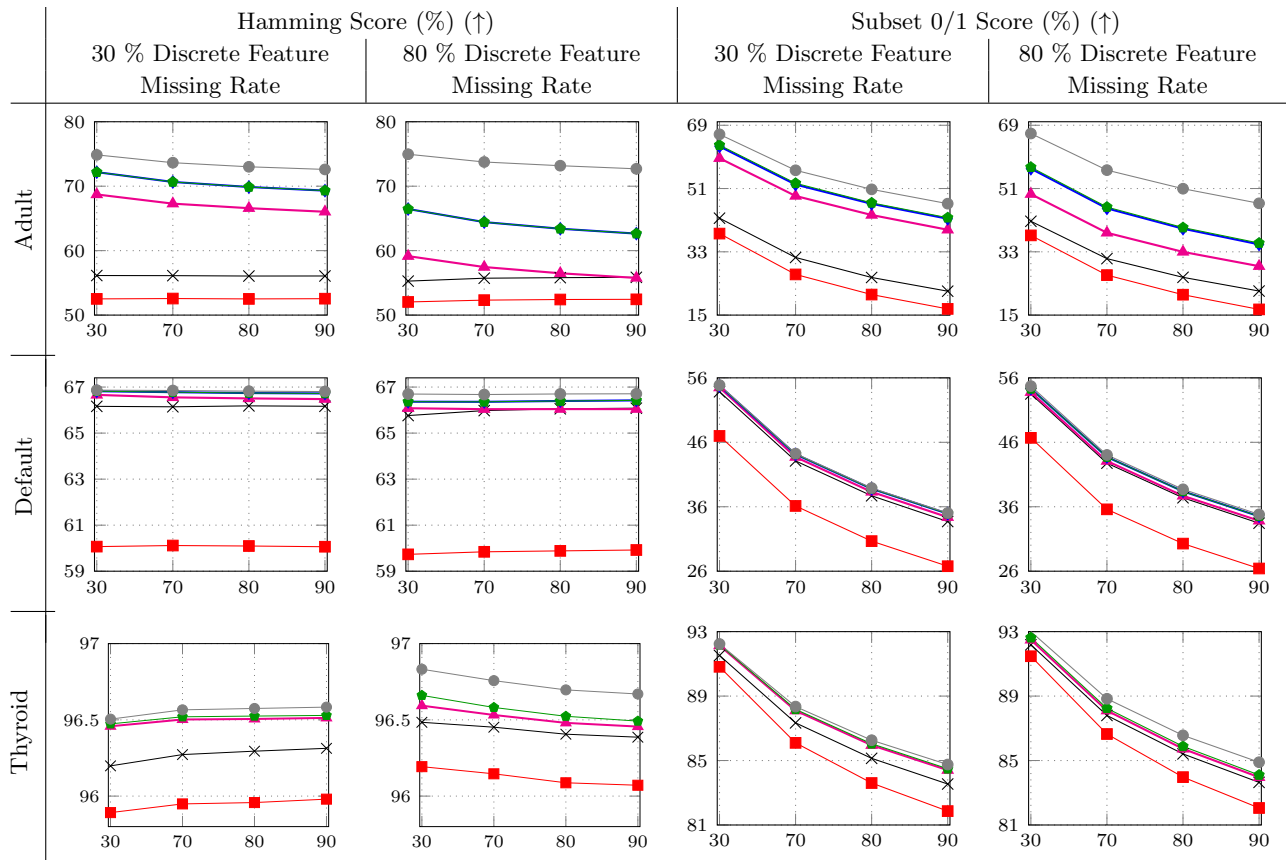 Hamming Score (%) (↑) Subset 0/1 Score (%) (↑)
30 % Discrete Feature 80 % Discrete Feature 30 % Discrete Feature 80 % Discrete Feature
Missing Rate Missing Rate Missing Rate Missing Rate
Adult
80
70
60
50
30 70 80 90
80
70
60
50
30 70 80 90
69
51
33
15
30 70 80 90
69
51
33
15
30 70 80 90
Default
67
65
63
61
59
30 70 80 90
67
65
63
61
59
30 70 80 90
56
46
36
26
30 70 80 90
56
46
36
26
30 70 80 90
Thyroid
97
96.5
96
30 70 80 90
97
96.5
96
30 70 80 90
93
89
85
81
30 70 80 90
93
89
85
81
30 70 80 90